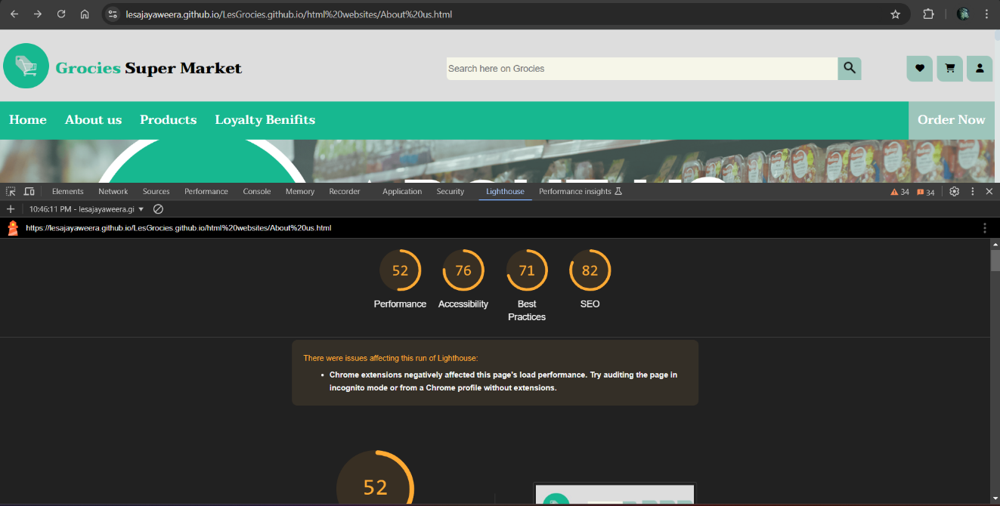 lesajayaweera.github.io/LesGrocies.github.io/html%20websites/About%20us.html
Grocies Super Market
Search here on Grocies
Home About us Products Loyalty Benifits Order Now
Elements Network Sources Performance Console Memory Recorder Application Security Lighthouse Performance insights 34 34
10:46:11 PM - lesajayaweera.gi
https://lesajayaweera.github.io/LesGrocies.github.io/html%20websites/About%20us.html
52 76 71 82
Performance Accessibility Best Practices SEO
There were issues affecting this run of Lighthouse:
Chrome extensions negatively affected this page's load performance. Try auditing the page in
incognito mode or from a Chrome profile without extensions.
52